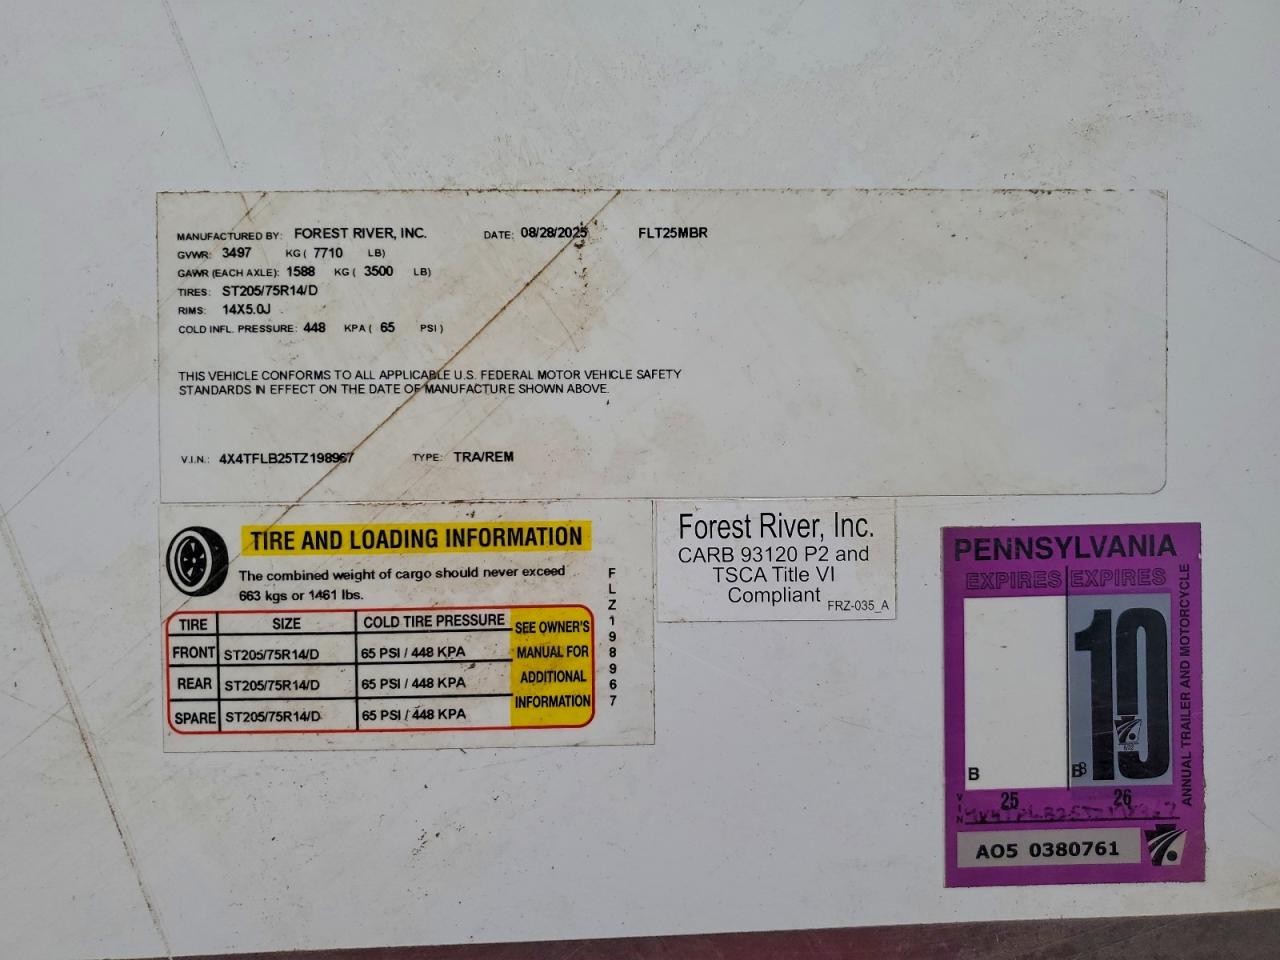 MANUFACTURED BY: FOREST RIVER, INC. DATE: 08/28/2025 FLT25MBR
GVWR: 3497 KG ( 7710 LB)
GAWR (EACH AXLE): 1588 KG ( 3500 LB)
TIRES: ST205/75R14/D
RIMS: 14X5.0J
COLD INFL. PRESSURE: 448 KPA ( 65 PSI )
THIS VEHICLE CONFORMS TO ALL APPLICABLE U.S. FEDERAL MOTOR VEHICLE SAFETY
STANDARDS IN EFFECT ON THE DATE OF MANUFACTURE SHOWN ABOVE.
V.I.N.: 4X4TFLB25TZ198967 TYPE: TRA/REM
TIRE AND LOADING INFORMATION
The combined weight of cargo should never exceed
663 kgs or 1461 lbs.
TIRE SIZE COLD TIRE PRESSURE
FRONT ST205/75R14/D 65 PSI / 448 KPA
REAR ST205/75R14/D 65 PSI / 448 KPA
SPARE ST205/75R14/D 65 PSI / 448 KPA
SEE OWNER'S
MANUAL FOR
ADDITIONAL
INFORMATION
FLZ198967
Forest River, Inc.
CARB 93120 P2 and
TSCA Title VI
Compliant
FRZ-035_A
PENNSYLVANIA
EXPIRES EXPIRES
10
B B
25 26
VIN
AO5 0380761
ANNUAL TRAILER AND MOTORCYCLE